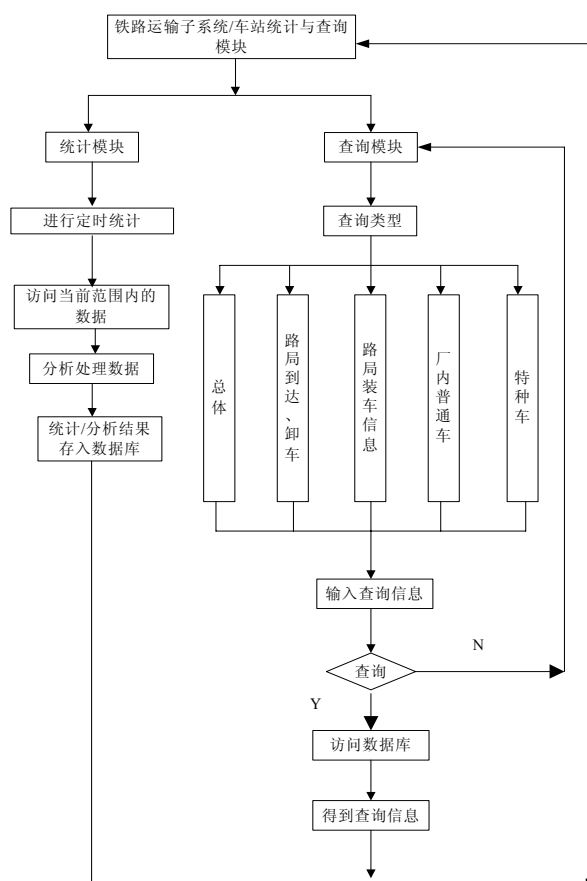 铁路运输子系统/车站统计与查询
模块
统计模块
查询模块
进行定时统计
查询类型
访问当前范围内的
数据
分析处理数据
统计/分析结果
存入数据库
总体
路局到达、卸车
路局装车信息
厂内普通车
特种车
输入查询信息
查询
N
Y
访问数据库
得到查询信息